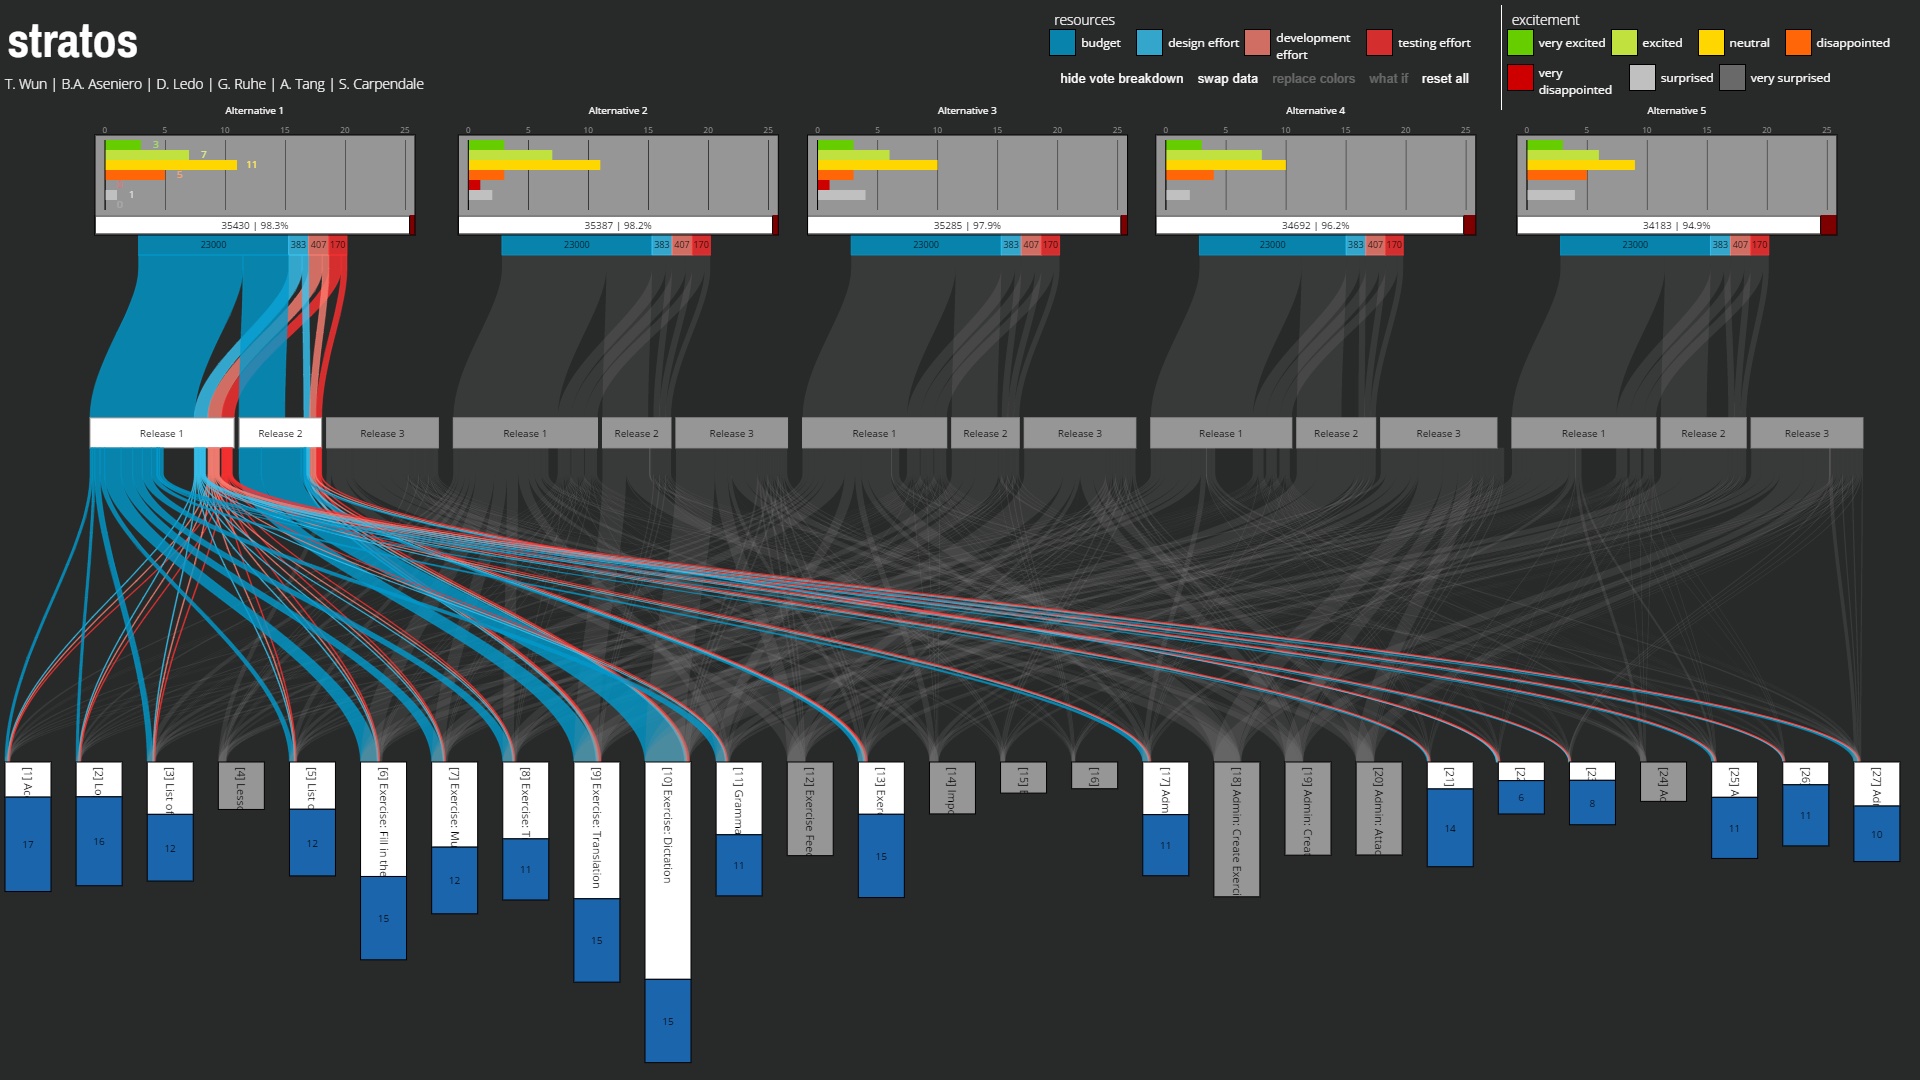 stratos
T. Wun | B.A. Aseniero | D. Ledo | G. Ruhe | A. Tang | S. Carpendale
resources
budget
design effort
development
effort
testing effort
hide vote breakdown swap data replace colors what if reset all
excitement
very excited
excited
neutral
disappointed
very
disappointed
surprised
very surprised
Alternative 1
0 5 10 15 20 25
3
7
11
5
1
0
35430 | 98.3%
23000 383 407 170
Alternative 2
0 5 10 15 20 25
35387 | 98.2%
23000 383 407 170
Alternative 3
0 5 10 15 20 25
35285 | 97.9%
23000 383 407 170
Alternative 4
0 5 10 15 20 25
34692 | 96.2%
23000 383 407 170
Alternative 5
0 5 10 15 20 25
34183 | 94.9%
23000 383 407 170
Release 1 Release 2 Release 3
Release 1 Release 2 Release 3
Release 1 Release 2 Release 3
Release 1 Release 2 Release 3
Release 1 Release 2 Release 3
[1] Ac
17
[2] Lo
16
[3] List of
12
[4] Lesso
[5] List o
12
[6] Exercise: Fill in the
15
[7] Exercise: Mu
12
[8] Exercise: T
11
[9] Exercise: Translation
15
[10] Exercise: Dictation
15
[11] Gramma
11
[12] Exercise Feed
[13] Exer
15
[14] Impo
[15]
[16]
[17] Adm
11
[18] Admin: Create Exerci
[19] Admin: Creat
[20] Admin: Attac
[21]
14
[22
6
8
[24] Ac
[25] A
11
[26
11
[27] Adr
10